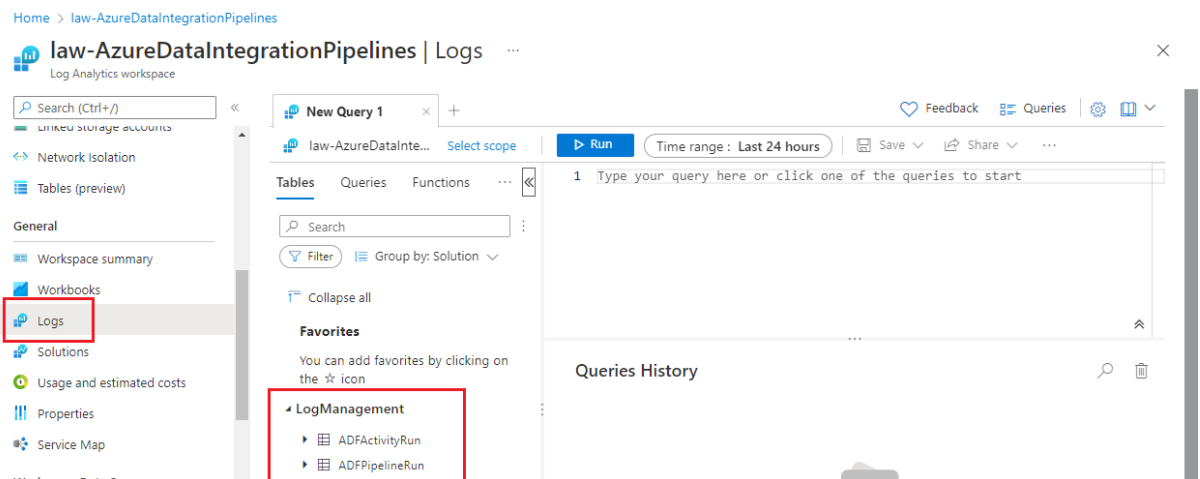 Home > law-AzureDataIntegrationPipelines
law-AzureDataIntegrationPipelines | Logs ...
Log Analytics workspace
Search (Ctrl+/)
Linked storage accounts
Network Isolation
Tables (preview)
General
Workspace summary
Workbooks
Logs
Solutions
Usage and estimated costs
Properties
Service Map
New Query 1
Feedback
Queries
law-AzureDataInte...
Select scope
Run
Time range : Last 24 hours
Save
Share
...
Tables Queries Functions ...
Search
Filter
Group by: Solution
Collapse all
Favorites
You can add favorites by clicking on
the ☆ icon
LogManagement
ADFActivityRun
ADFPipelineRun
1 Type your query here or click one of the queries to start
Queries History